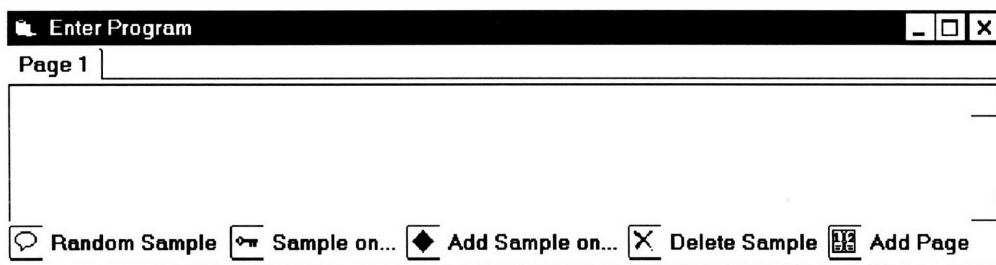 Enter Program
Page 1
Random Sample Sample on... Add Sample on... Delete Sample Add Page